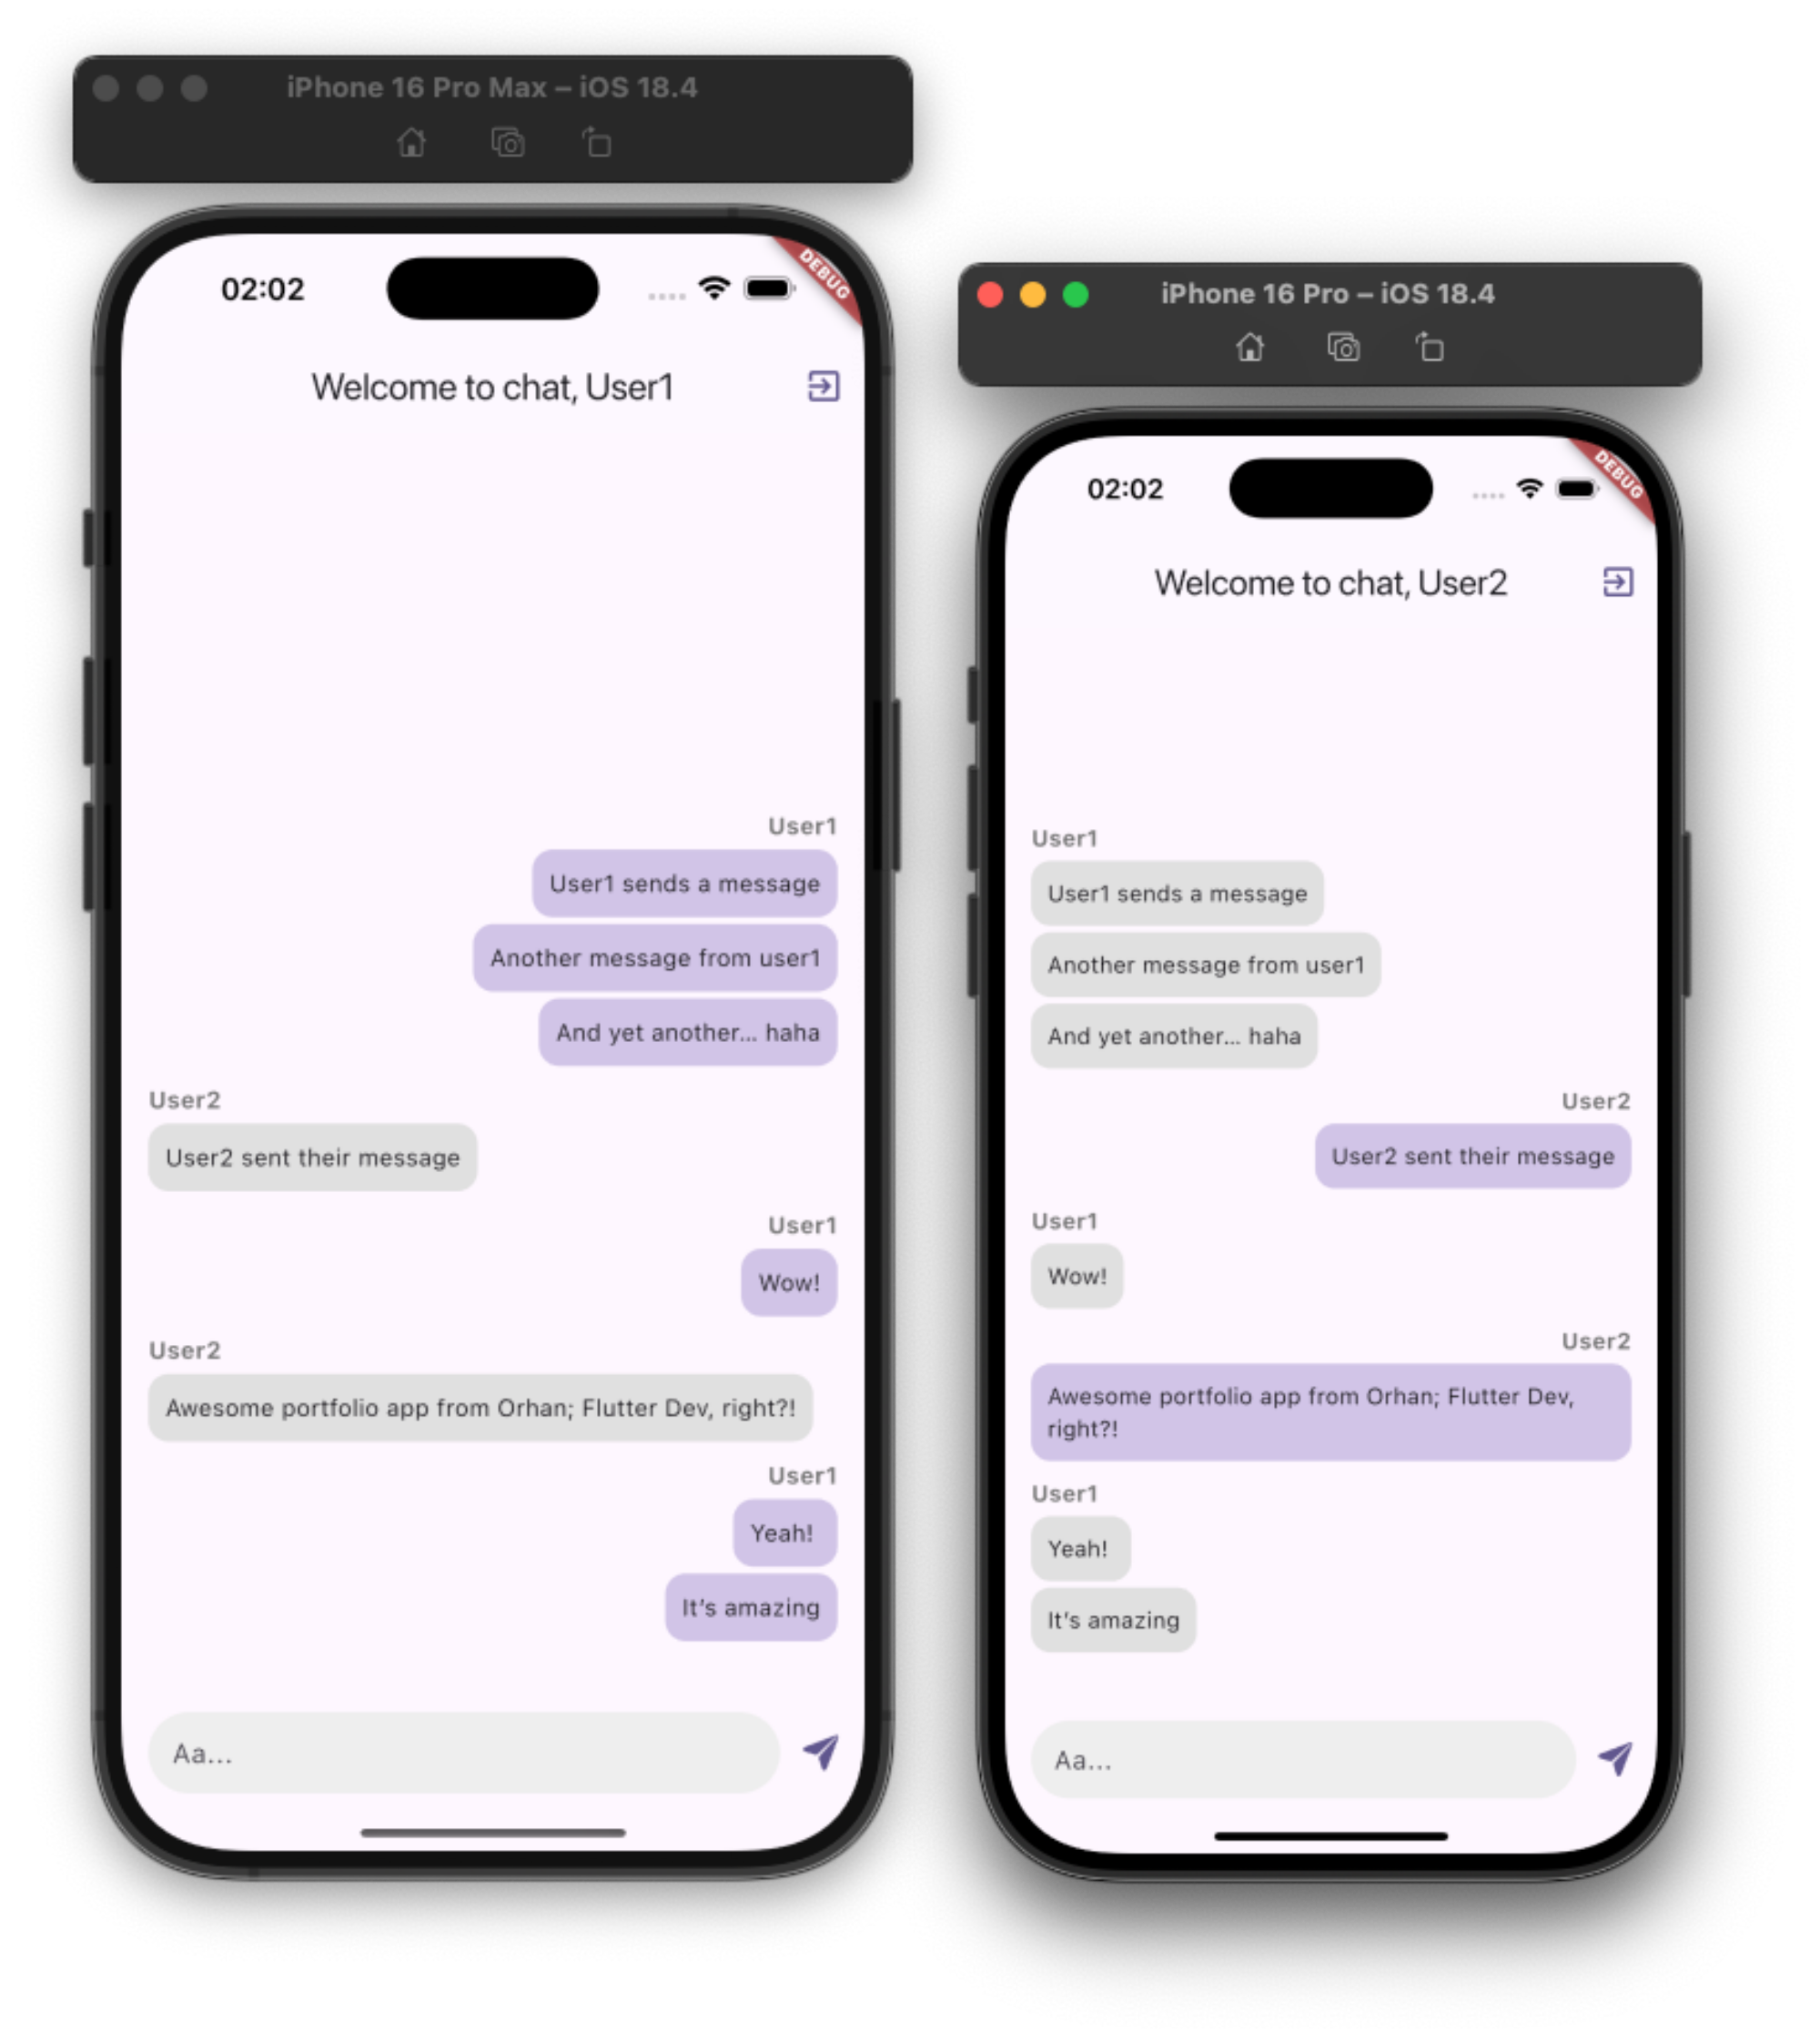 iPhone 16 Pro Max – iOS 18.4
02:02
DEBUG
Welcome to chat, User1
User1
User1 sends a message
Another message from user1
And yet another... haha
User2
User2 sent their message
User1
Wow!
User2
Awesome portfolio app from Orhan; Flutter Dev, right?!
User1
Yeah!
It's amazing
Aa...
iPhone 16 Pro – iOS 18.4
02:02
DEBUG
Welcome to chat, User2
User1
User1 sends a message
Another message from user1
And yet another... haha
User2
User2 sent their message
User1
Wow!
User2
Awesome portfolio app from Orhan; Flutter Dev,
right?!
User1
Yeah!
It's amazing
Aa...